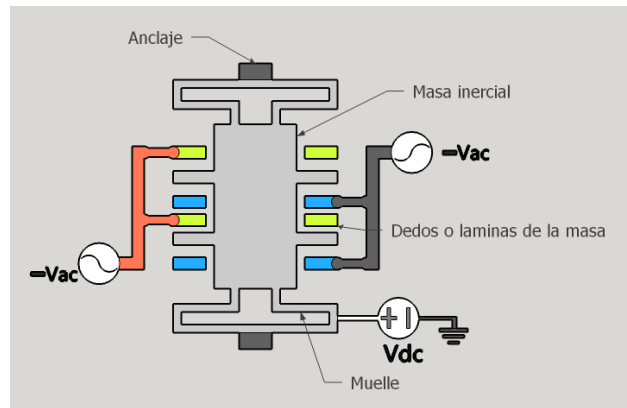 Anclaje
Masa inercial
−Vac
Dedos o laminas de la masa
−Vac
Vdc
Muelle